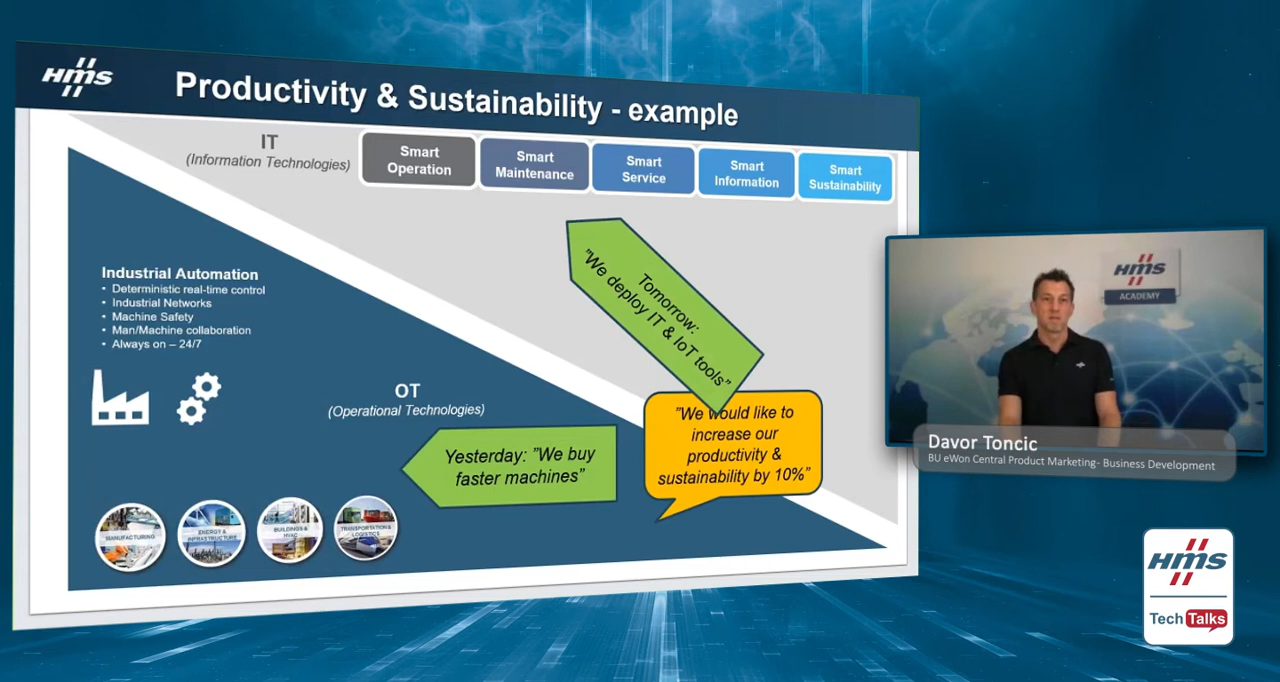 HMS
Productivity & Sustainability - example
IT
(Information Technologies)
Smart
Operation
Smart
Maintenance
Smart
Service
Smart
Information
Smart
Sustainability
Industrial Automation
• Deterministic real-time control
• Industrial Networks
• Machine Safety
• Man/Machine collaboration
• Always on – 24/7
OT
(Operational Technologies)
Tomorrow:
"We deploy IT & IoT tools"
"We would like to
increase our
productivity &
sustainability by 10%"
Yesterday: "We buy
faster machines"
MANUFACTURING
ENERGY &
INFRASTRUCTURE
BUILDINGS &
HVAC
TRANSPORTATION &
LOGISTICS
HMS
ACADEMY
Davor Toncic
BU eWon Central Product Marketing- Business Development
HMS
Tech Talks